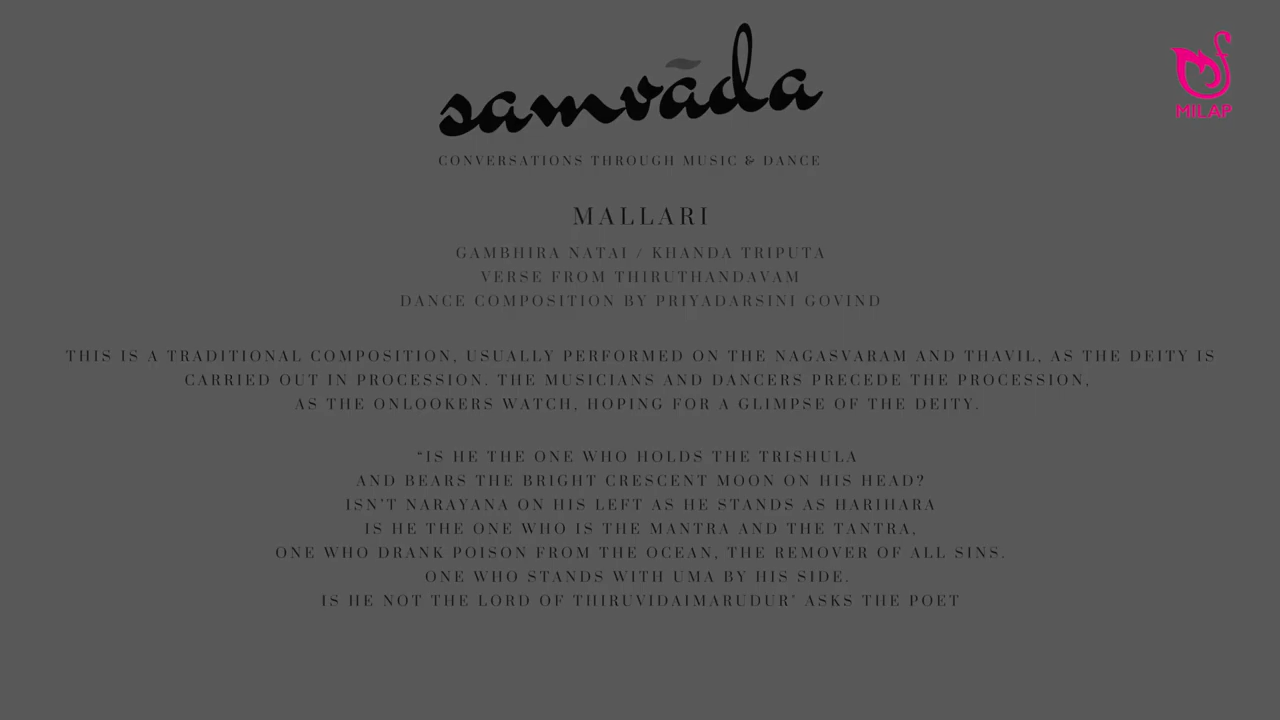 samvāda
MILAP
CONVERSATIONS THROUGH MUSIC & DANCE
MALLARI
GAMBHIRA NATAI / KHANDA TRIPUTA
VERSE FROM THIRUTHANDAVAM
DANCE COMPOSITION BY PRIYADARSINI GOVIND
THIS IS A TRADITIONAL COMPOSITION, USUALLY PERFORMED ON THE NAGASVARAM AND THAVIL, AS THE DEITY IS
CARRIED OUT IN PROCESSION. THE MUSICIANS AND DANCERS PRECEDE THE PROCESSION,
AS THE ONLOOKERS WATCH, HOPING FOR A GLIMPSE OF THE DEITY.
“IS HE THE ONE WHO HOLDS THE TRISHULA
AND BEARS THE BRIGHT CRESCENT MOON ON HIS HEAD?
ISN'T NARAYANA ON HIS LEFT AS HE STANDS AS HARIHARA
IS HE THE ONE WHO IS THE MANTRA AND THE TANTRA,
ONE WHO DRANK POISON FROM THE OCEAN, THE REMOVER OF ALL SINS.
ONE WHO STANDS WITH UMA BY HIS SIDE.
IS HE NOT THE LORD OF THIRUVIDAIMARUDUR" ASKS THE POET